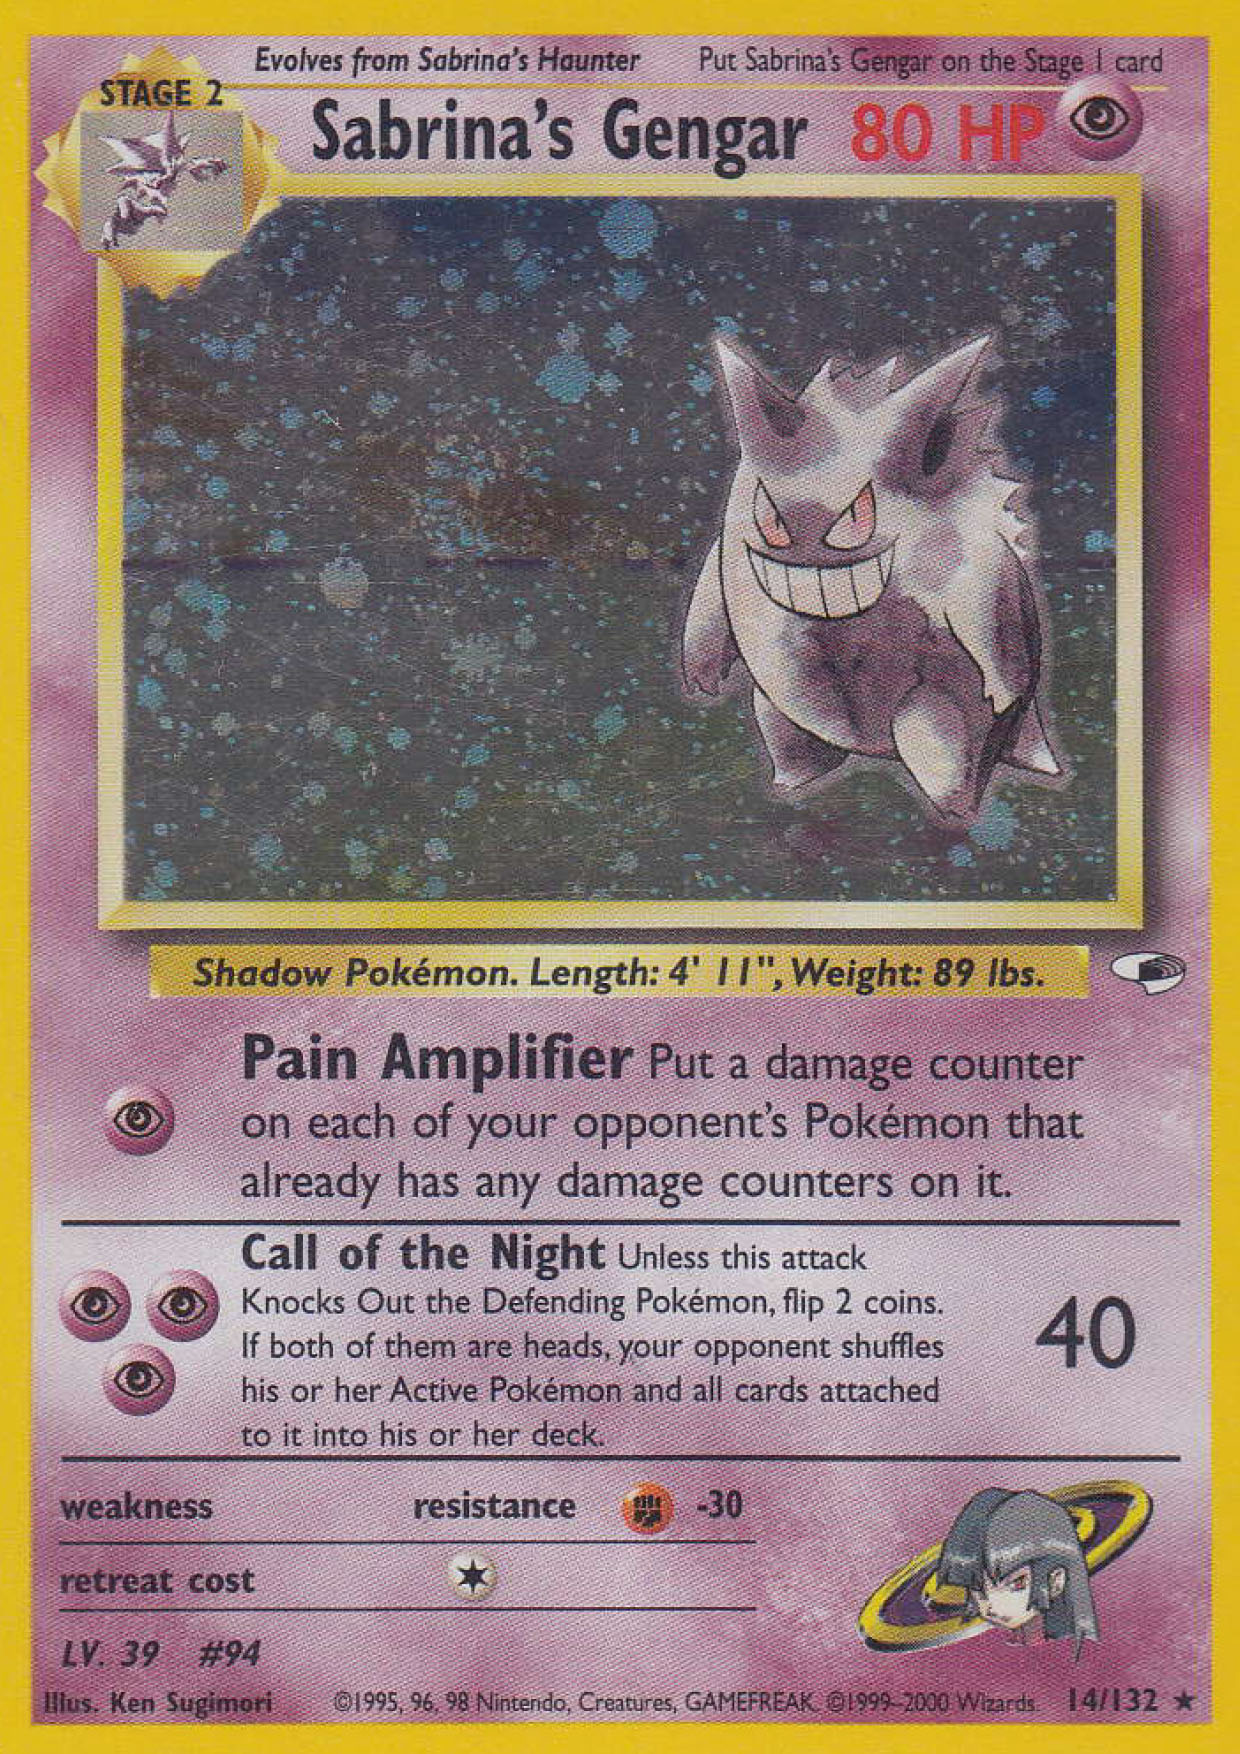 Evolves from Sabrina's Haunter Put Sabrina's Gengar on the Stage 1 card
STAGE 2
Sabrina's Gengar 80 HP
Shadow Pokémon. Length: 4' 11", Weight: 89 lbs.
Pain Amplifier Put a damage counter
on each of your opponent's Pokémon that
already has any damage counters on it.
Call of the Night Unless this attack
Knocks Out the Defending Pokémon, flip 2 coins.
If both of them are heads, your opponent shuffles
his or her Active Pokémon and all cards attached
to it into his or her deck.
40
weakness resistance -30
retreat cost
LV. 39 #94
Illus. Ken Sugimori ©1995, 96, 98 Nintendo, Creatures, GAMEFREAK. ©1999–2000 Wizards. 14/132 ★